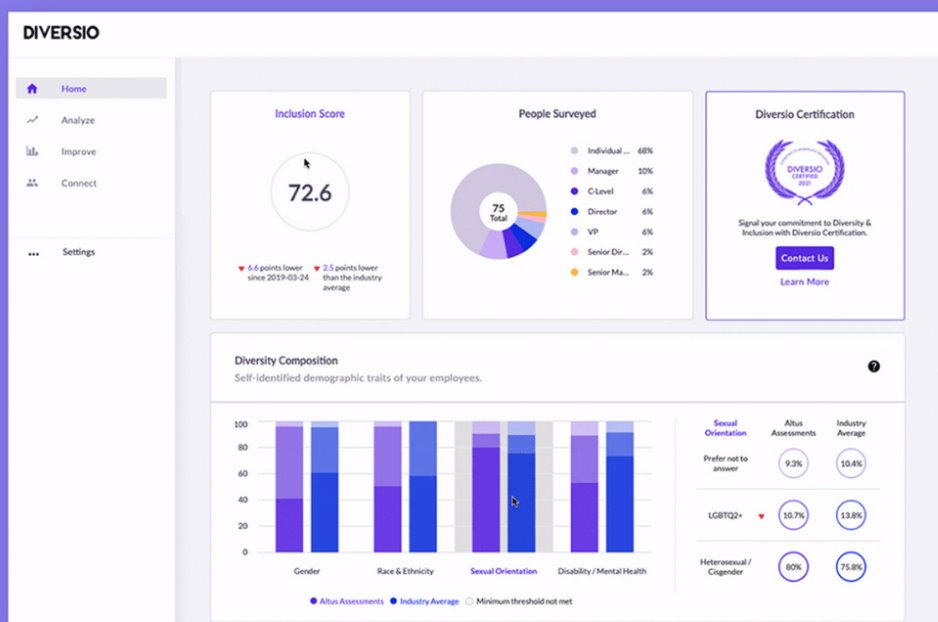 DIVERSIO
Home
Analyze
Improve
Connect
Settings
Inclusion Score
72.6
6.6 points lower
since 2019-03-24
2.5 points lower
than the industry
average
People Surveyed
75
Total
Individual ... 68%
Manager 10%
C-Level 6%
Director 6%
VP 6%
Senior Dir... 2%
Senior Ma... 2%
Diversio Certification
DIVERSIO
CERTIFIED
2021
Signal your commitment to Diversity &
Inclusion with Diversio Certification.
Contact Us
Learn More
Diversity Composition
Self-identified demographic traits of your employees.
?
100
80
60
40
20
0
Gender
Race & Ethnicity
Sexual Orientation
Disability / Mental Health
Altus Assessments
Industry Average
Minimum threshold not met
Sexual
Orientation
Altus
Assessments
Industry
Average
Prefer not to
answer
9.3%
10.4%
LGBTQ2+
10.7%
13.8%
Heterosexual /
Cisgender
80%
75.8%